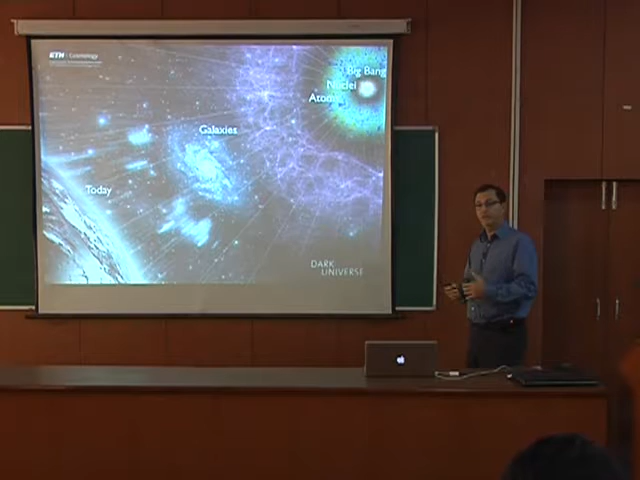 ETH Cosmology
Big Bang
Nuclei
Atoms
Galaxies
Today
DARK
UNIVERSE